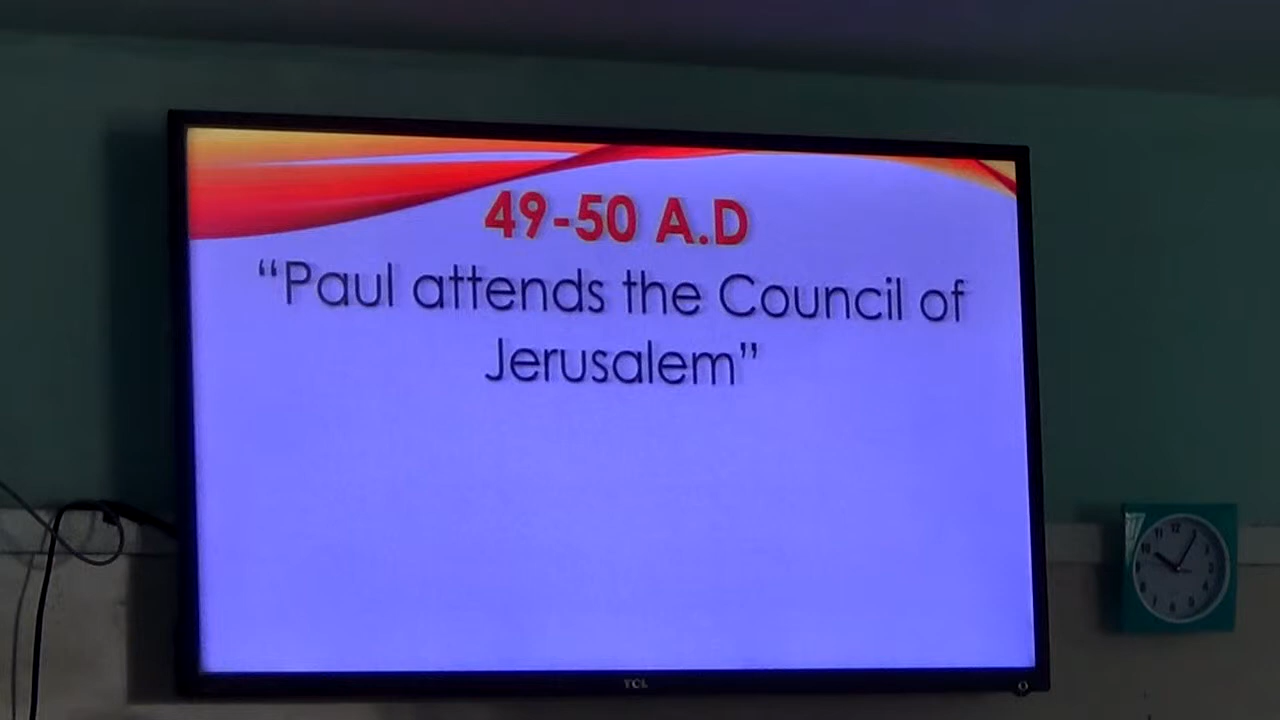 49-50 A.D
“Paul attends the Council of
Jerusalem”
TCL